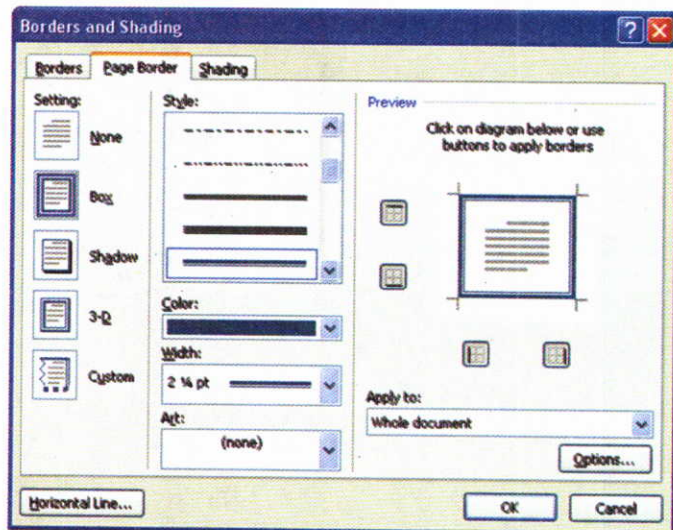 Borders and Shading
Borders
Page Border
Shading
Setting:
None
Box
Shadow
3-D
Custom
Style:
Color:
Width:
2 ¼ pt
Art:
(none)
Preview
Click on diagram below or use
buttons to apply borders
Apply to:
Whole document
Options...
Horizontal Line...
OK
Cancel